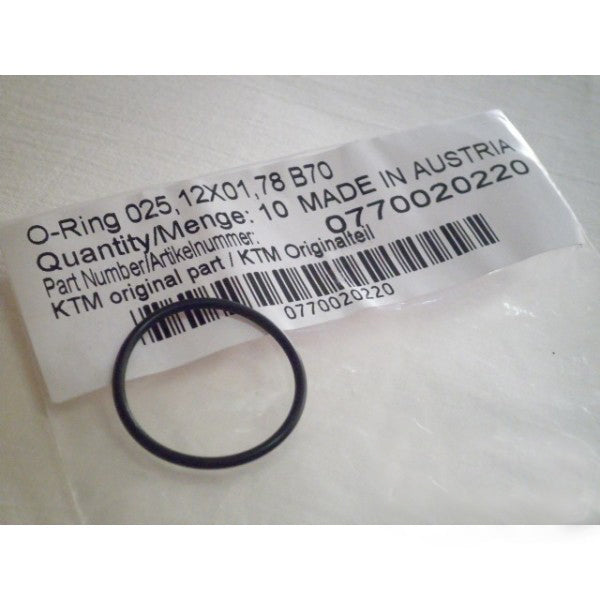 O-Ring 025,12X01,78 B70
Quantity/Menge: 10 MADE IN AUSTRIA
Part Number/Artikelnummer: 0770020220
KTM original part / KTM Originalteil
0770020220